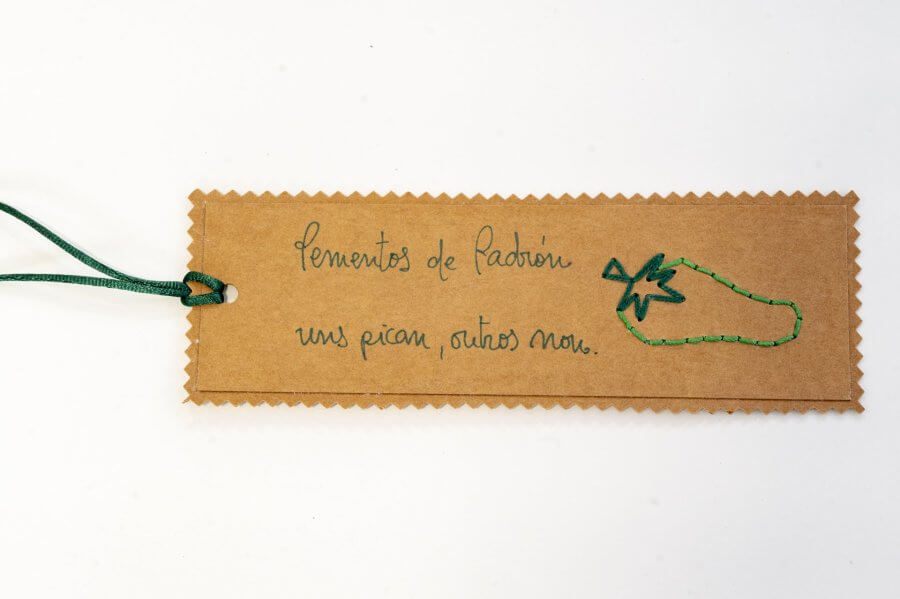 Pementos de Padrón
uns pican, outros non.